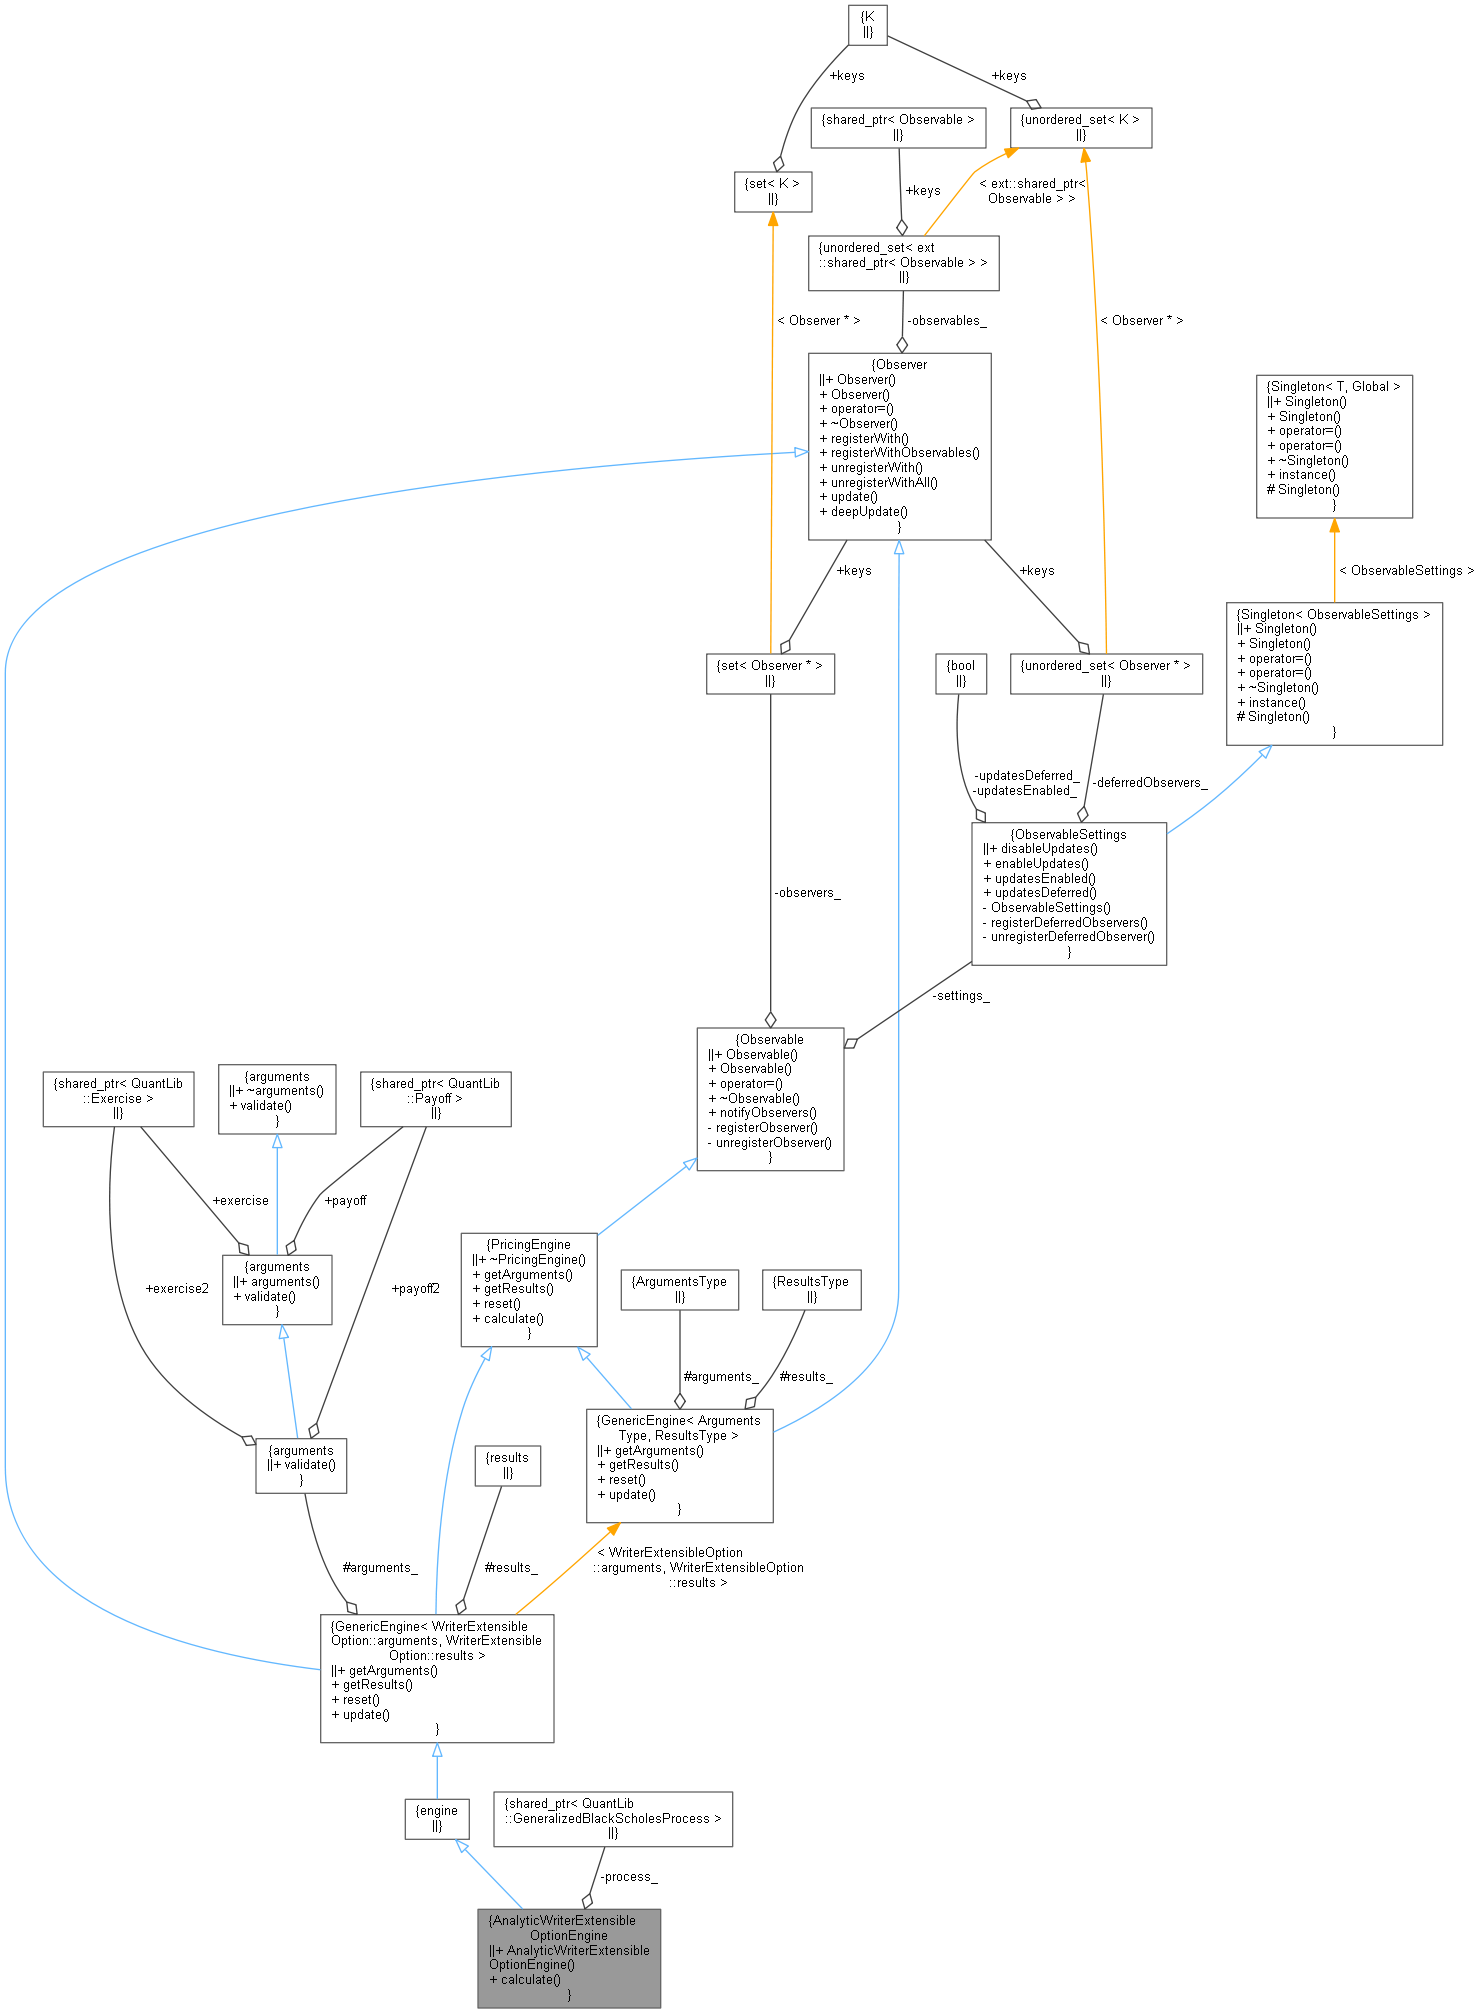 {K
||}
+keys
+keys
{shared_ptr< Observable >
||}
{unordered_set< K >
||}
{set< K >
||}
+keys
< ext::shared_ptr<
Observable > >
{unordered_set< ext
::shared_ptr< Observable > >
||}
< Observer * >
-observables_
< Observer * >
{Observer
||+ Observer()
+ Observer()
+ operator=()
+ ~Observer()
+ registerWith()
+ registerWithObservables()
+ unregisterWith()
+ unregisterWithAll()
+ update()
+ deepUpdate()
}
{Singleton< T, Global >
||+ Singleton()
+ Singleton()
+ operator=()
+ operator=()
+ ~Singleton()
+ instance()
# Singleton()
}
+keys
+keys
< ObservableSettings >
{Singleton< ObservableSettings >
||+ Singleton()
+ Singleton()
+ operator=()
+ operator=()
+ ~Singleton()
+ instance()
# Singleton()
}
{set< Observer * >
||}
{bool
||}
{unordered_set< Observer * >
||}
-updatesDeferred_
-updatesEnabled_
-deferredObservers_
{ObservableSettings
||+ disableUpdates()
+ enableUpdates()
+ updatesEnabled()
+ updatesDeferred()
- ObservableSettings()
- registerDeferredObservers()
- unregisterDeferredObserver()
}
-observers_
-settings_
{Observable
||+ Observable()
+ Observable()
+ operator=()
+ ~Observable()
+ notifyObservers()
- registerObserver()
- unregisterObserver()
}
{shared_ptr< QuantLib
::Exercise >
||}
{arguments
||+ ~arguments()
+ validate()
}
{shared_ptr< QuantLib
::Payoff >
||}
+exercise
+payoff
{arguments
||+ arguments()
+ validate()
}
+exercise2
+payoff2
{PricingEngine
||+ ~PricingEngine()
+ getArguments()
+ getResults()
+ reset()
+ calculate()
}
{ArgumentsType
||}
{ResultsType
||}
#arguments_
#results_
{GenericEngine< Arguments
Type, ResultsType >
||+ getArguments()
+ getResults()
+ reset()
+ update()
}
{arguments
||+ validate()
}
{results
||}
#arguments_
#results_
< WriterExtensibleOption
::arguments, WriterExtensibleOption
::results >
{GenericEngine< WriterExtensible
Option::arguments, WriterExtensible
Option::results >
||+ getArguments()
+ getResults()
+ reset()
+ update()
}
{engine
||}
{shared_ptr< QuantLib
::GeneralizedBlackScholesProcess >
||}
-process_
{AnalyticWriterExtensible
OptionEngine
||+ AnalyticWriterExtensible
OptionEngine()
+ calculate()
}